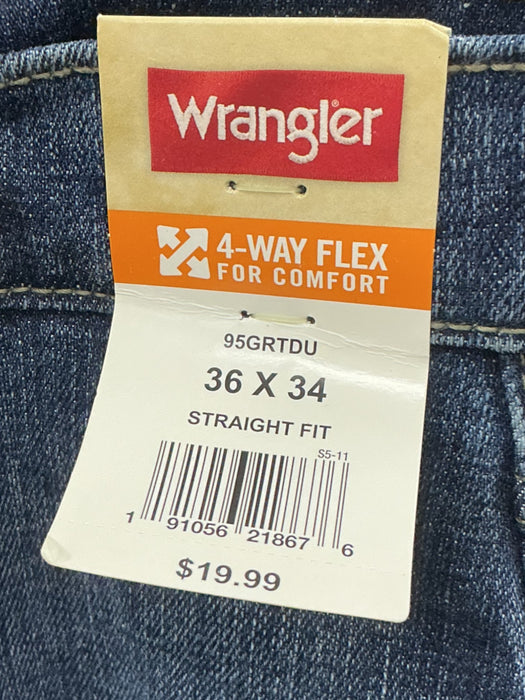 Wrangler®
4-WAY FLEX
FOR COMFORT
95GRTDU
36 X 34
STRAIGHT FIT
S5-11
1 91056 21867 6
$19.99